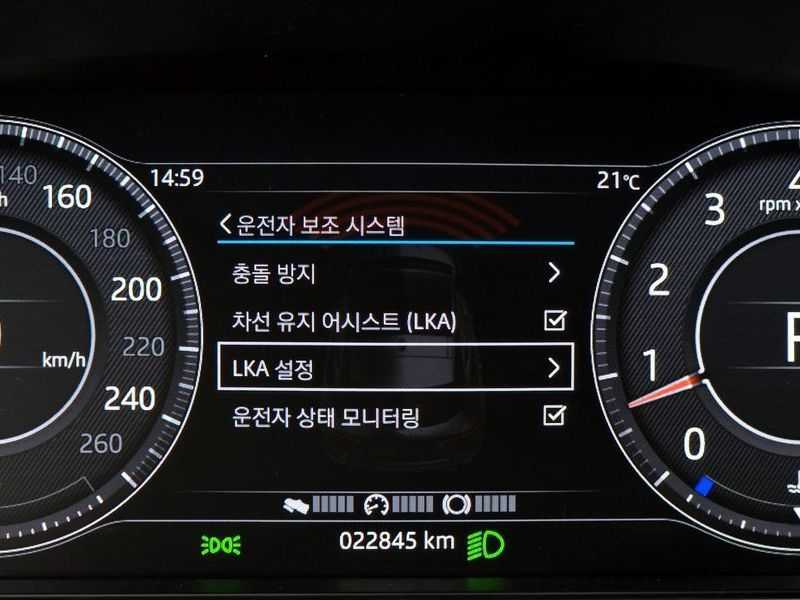 14:59
21℃
140
160
180
200
220
240
260
km/h
운전자 보조 시스템
충돌 방지
차선 유지 어시스트 (LKA)
LKA 설정
운전자 상태 모니터링
022845 km
3
2
1
0
rpm